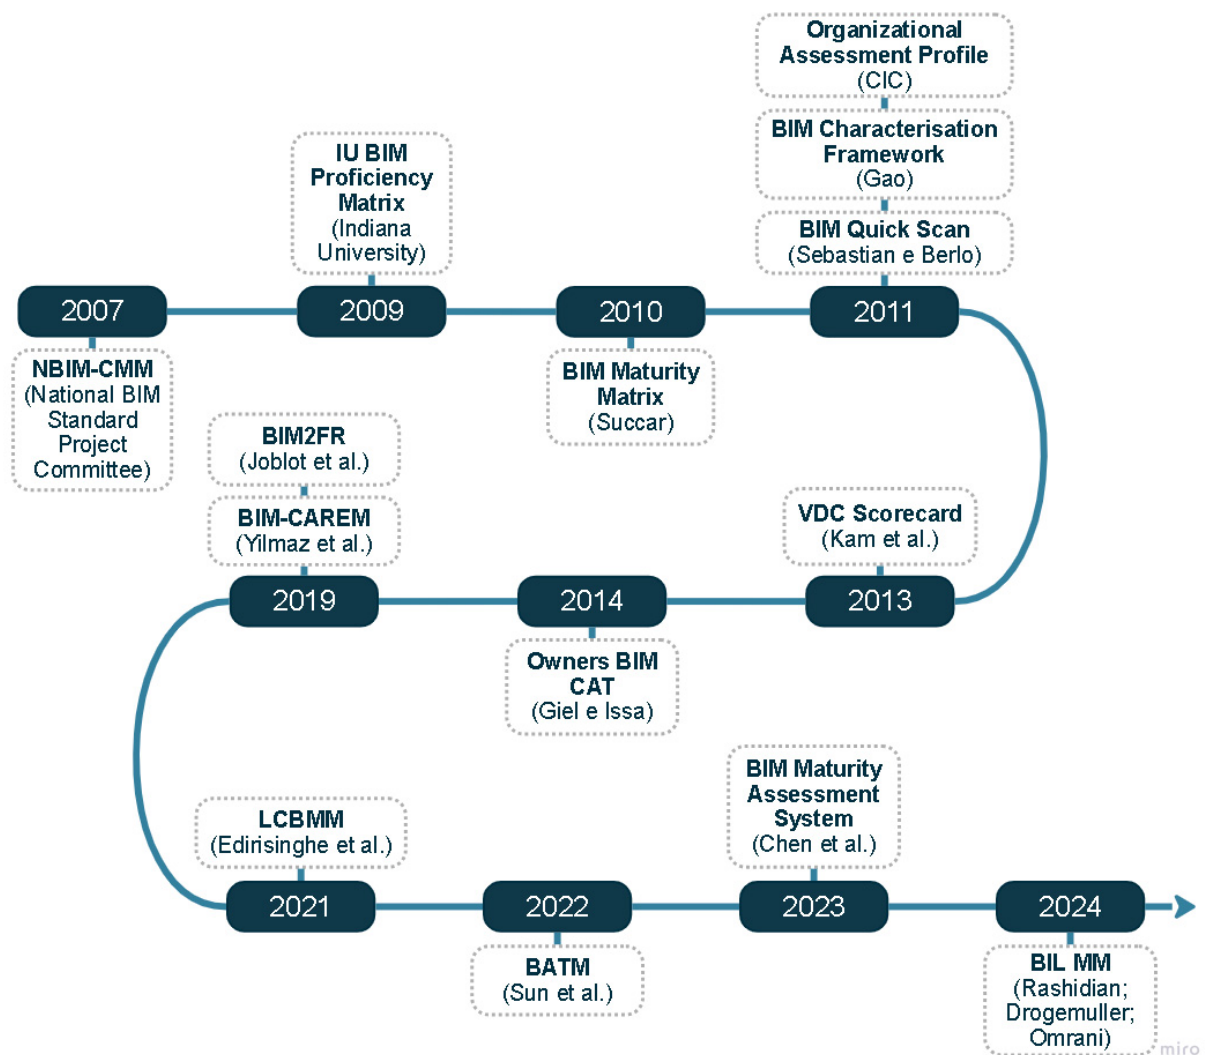 Organizational
Assessment Profile
(CIC)
BIM Characterisation
Framework
(Gao)
BIM Quick Scan
(Sebastian e Berlo)
IU BIM
Proficiency
Matrix
(Indiana
University)
2007
2009
2010
2011
NBIM-CMM
(National BIM
Standard
Project
Committee)
BIM Maturity
Matrix
(Succar)
BIM2FR
(Joblot et al.)
BIM-CAREM
(Yilmaz et al.)
VDC Scorecard
(Kam et al.)
2019
2014
2013
Owners BIM
CAT
(Giel e Issa)
LCBMM
(Edirisinghe et al.)
BIM Maturity
Assessment
System
(Chen et al.)
2021
2022
2023
2024
BATM
(Sun et al.)
BIL MM
(Rashidian;
Drogemuller;
Omrani)
miro